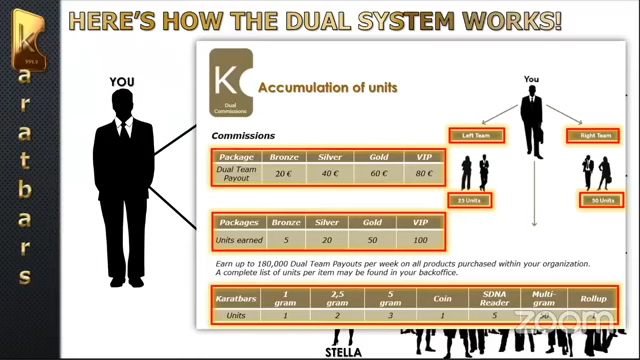 HERE'S HOW THE DUAL SYSTEM WORKS!
K
999.9
Karatbars
YOU
K
Dual
Commissions
Accumulation of units
You
Left Team
Right Team
25 Units
50 Units
Commissions
Package Bronze Silver Gold VIP
Dual Team Payout 20 € 40 € 60 € 80 €
Packages Bronze Silver Gold VIP
Units earned 5 20 50 100
Earn up to 180,000 Dual Team Payouts per week on all products purchased within your organization.
A complete list of units per item may be found in your backoffice.
Karatbars 1 gram 2,5 gram 5 gram Coin SDNA Reader Multi-gram Rollup
Units 1 2 3 1 5
zoom
STELLA